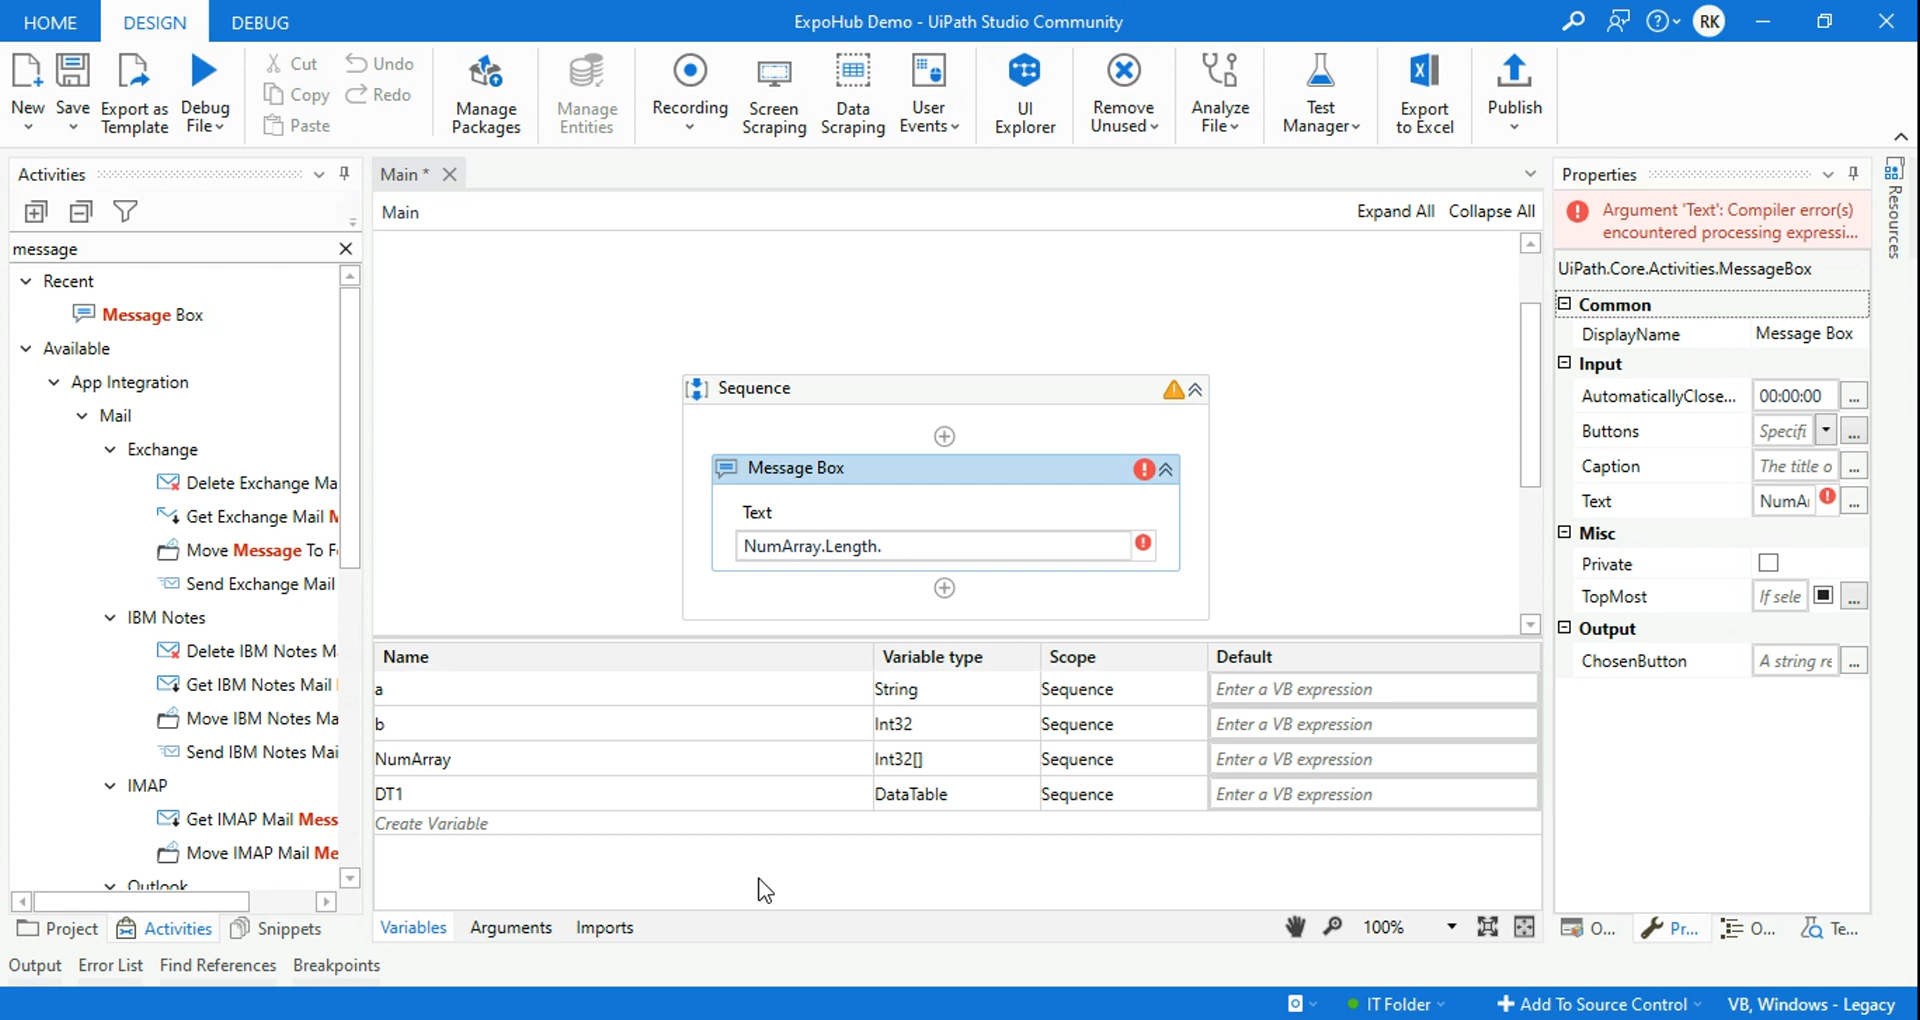 HOME
DESIGN
DEBUG
ExpoHub Demo - UiPath Studio Community
RK
New
Save
Export as
Template
Debug
File
Cut
Copy
Paste
Undo
Redo
Manage
Packages
Manage
Entities
Recording
Screen
Scraping
Data
Scraping
User
Events
UI
Explorer
Remove
Unused
Analyze
File
Test
Manager
Export
to Excel
Publish
Activities
message
Recent
Message Box
Available
App Integration
Mail
Exchange
Delete Exchange Ma
Get Exchange Mail M
Move Message To F
Send Exchange Mail
IBM Notes
Delete IBM Notes M
Get IBM Notes Mail
Move IBM Notes Ma
Send IBM Notes Mai
IMAP
Get IMAP Mail Mess
Move IMAP Mail Me
Outlook
Project
Activities
Snippets
Main *
Main
Expand All
Collapse All
Sequence
Message Box
Text
NumArray.Length.
Name
Variable type
Scope
Default
a
String
Sequence
Enter a VB expression
b
Int32
Sequence
Enter a VB expression
NumArray
Int32[]
Sequence
Enter a VB expression
DT1
DataTable
Sequence
Enter a VB expression
Create Variable
Variables
Arguments
Imports
100%
Properties
Argument 'Text': Compiler error(s)
encountered processing expressi...
UiPath.Core.Activities.MessageBox
Common
DisplayName
Message Box
Input
AutomaticallyClose...
00:00:00
...
Buttons
Specifi
...
Caption
The title o
...
Text
NumAr
...
Misc
Private
TopMost
If sele
...
Output
ChosenButton
A string re
...
O...
Pr...
O...
Te...
Resources
Output
Error List
Find References
Breakpoints
IT Folder
Add To Source Control
VB, Windows - Legacy